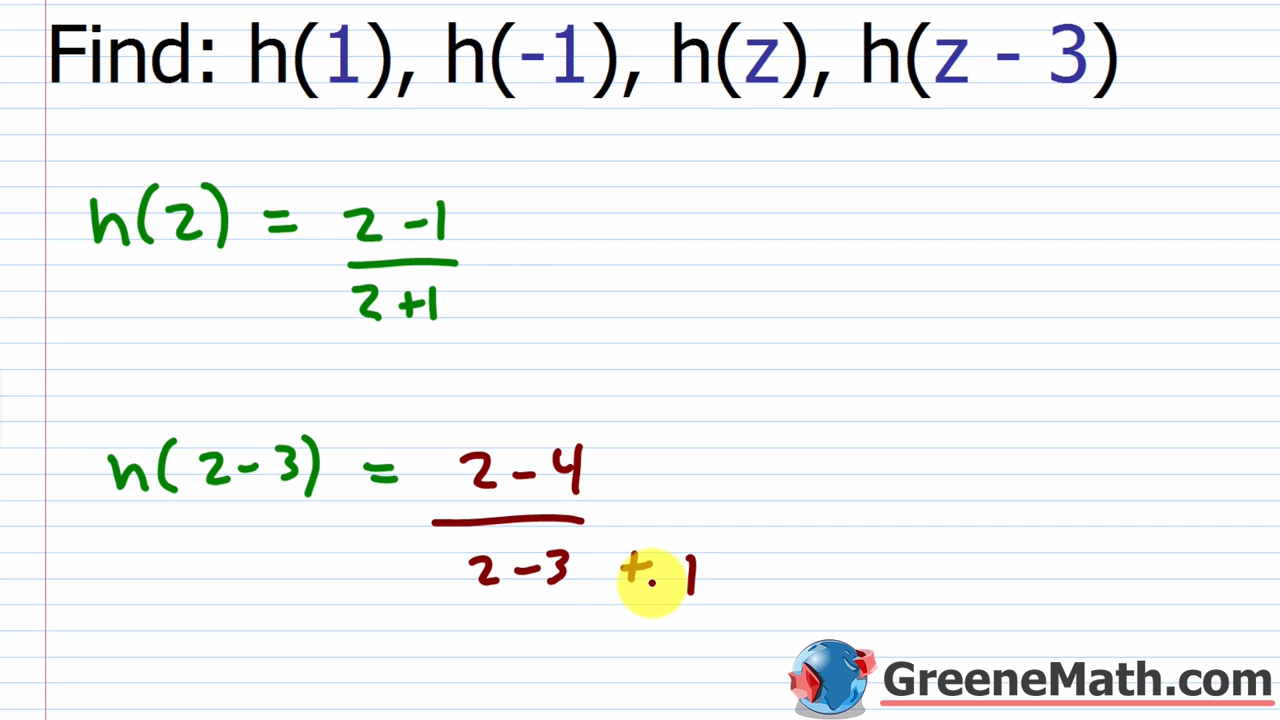 Find: h(1), h(-1), h(z), h(z - 3)
h(z) = z - 1
z + 1
h(z - 3) = z - 4
z - 3 + 1
GreeneMath.com